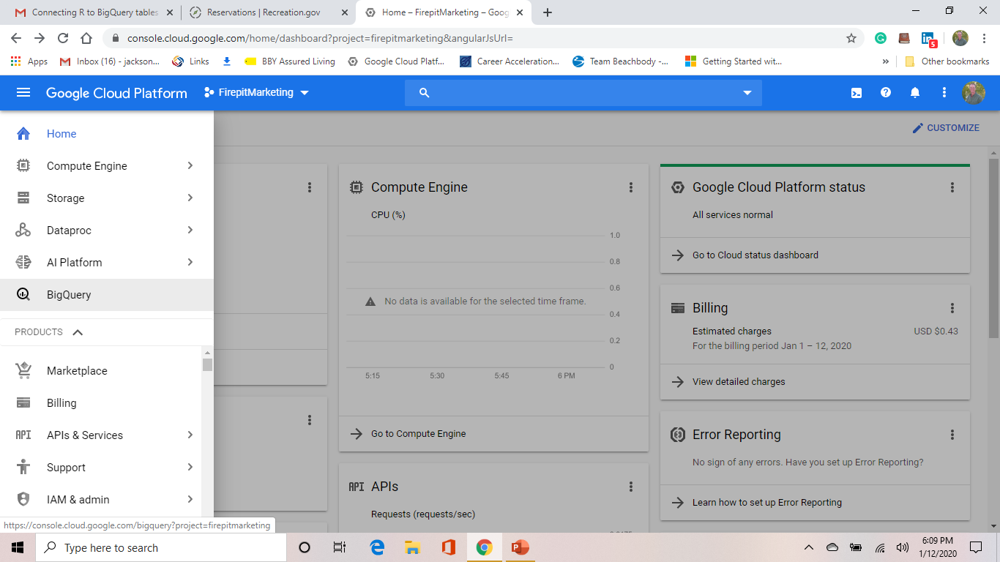 Connecting R to BigQuery tables
Reservations | Recreation.gov
Home – FirepitMarketing – Goog
console.cloud.google.com/home/dashboard?project=firepitmarketing&angularJsUrl=
5
Apps
Inbox (16) - jackson...
Links
BBY Assured Living
Google Cloud Platf...
Career Acceleration...
Team Beachbody -...
Getting Started wit...
»
Other bookmarks
Google Cloud Platform
FirepitMarketing
Home
CUSTOMIZE
Compute Engine
Storage
Dataproc
AI Platform
BigQuery
PRODUCTS
Marketplace
Billing
API APIs & Services
Support
IAM & admin
https://console.cloud.google.com/bigquery?project=firepitmarketing
Compute Engine
CPU (%)
1.0
0.8
0.6
No data is available for the selected time frame.
0.4
0.2
0
5:15 5:30 5:45 6 PM
Go to Compute Engine
API APIs
Requests (requests/sec)
Google Cloud Platform status
All services normal
Go to Cloud status dashboard
Billing
Estimated charges USD $0.43
For the billing period Jan 1 – 12, 2020
View detailed charges
Error Reporting
No sign of any errors. Have you set up Error Reporting?
Learn how to set up Error Reporting
Type here to search
6:09 PM
1/12/2020